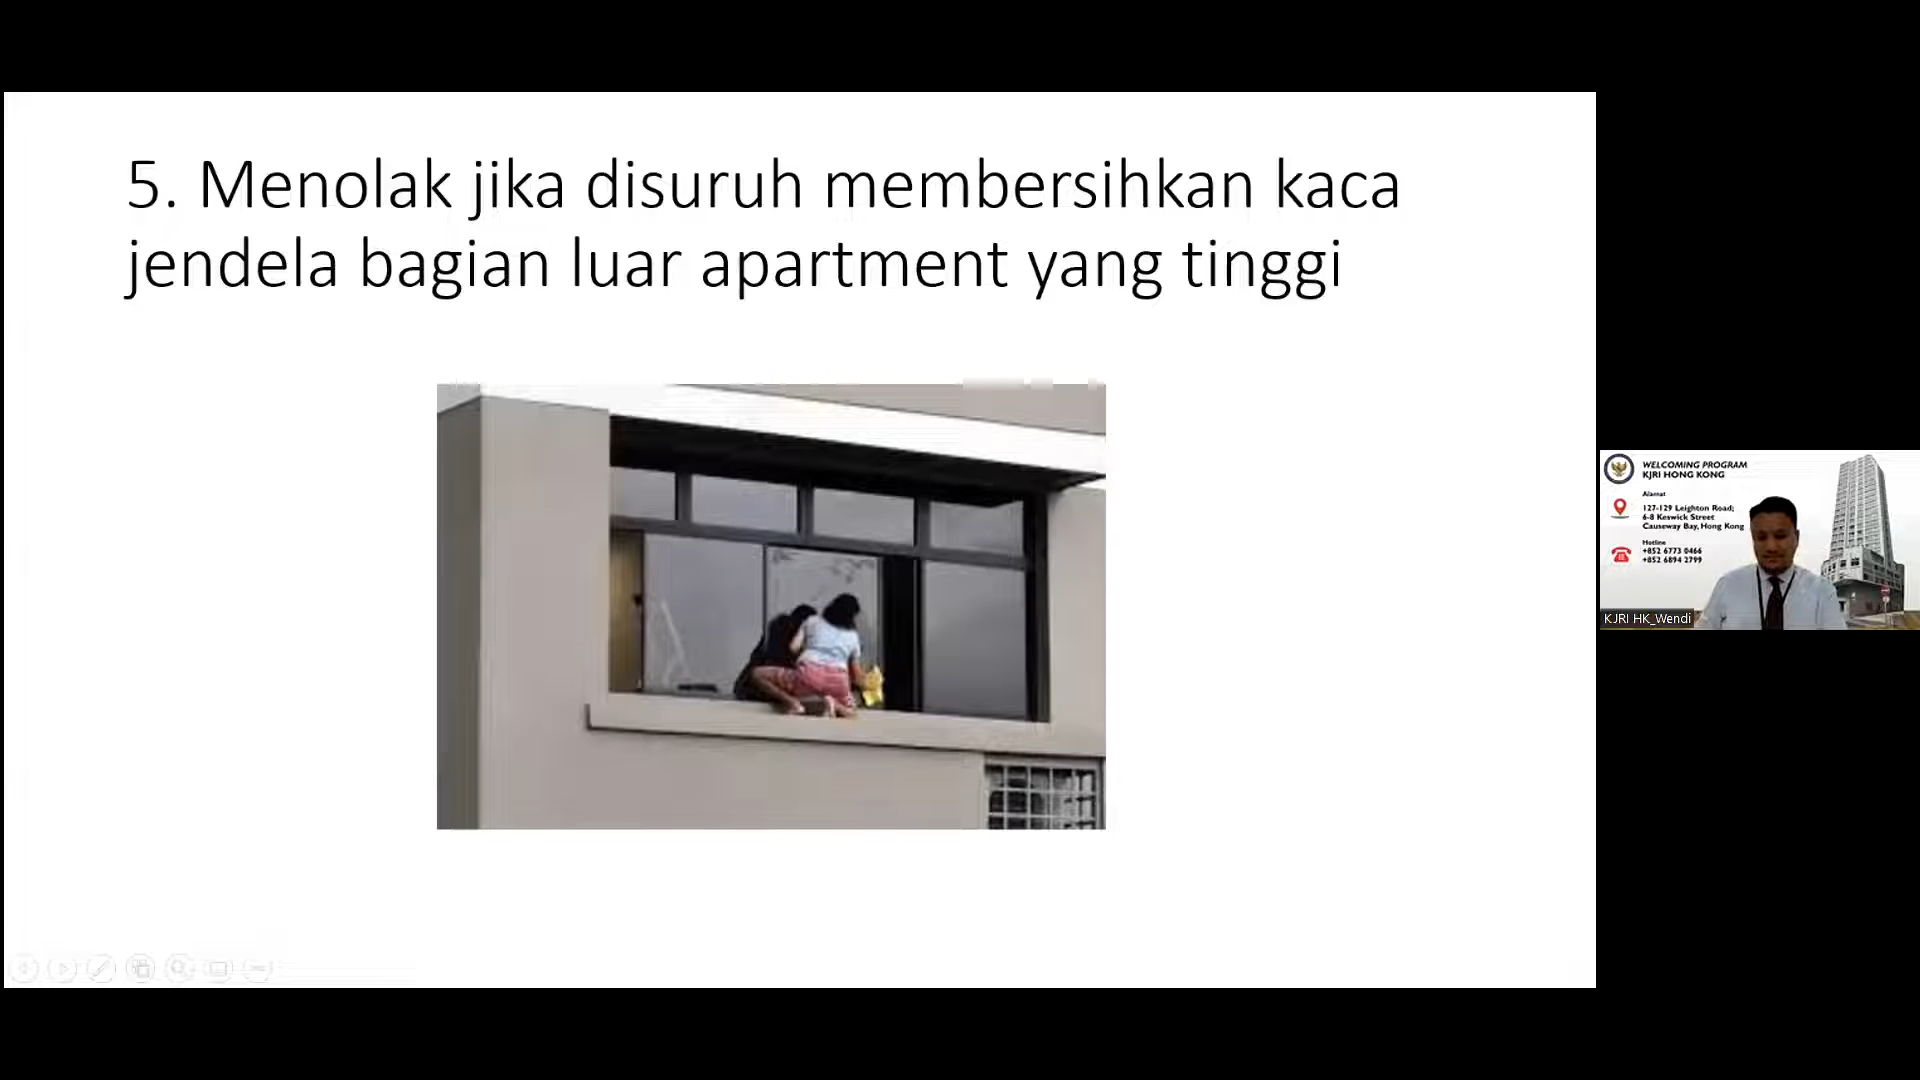 5. Menolak jika disuruh membersihkan kaca
jendela bagian luar apartment yang tinggi
WELCOMING PROGRAM
KJRI HONG KONG
Alamat
127-129 Leighton Road;
6-8 Keswick Street
Causeway Bay, Hong Kong
Hotline
+852 6773 0466
+852 6894 2799
KJRI HK_Wendi